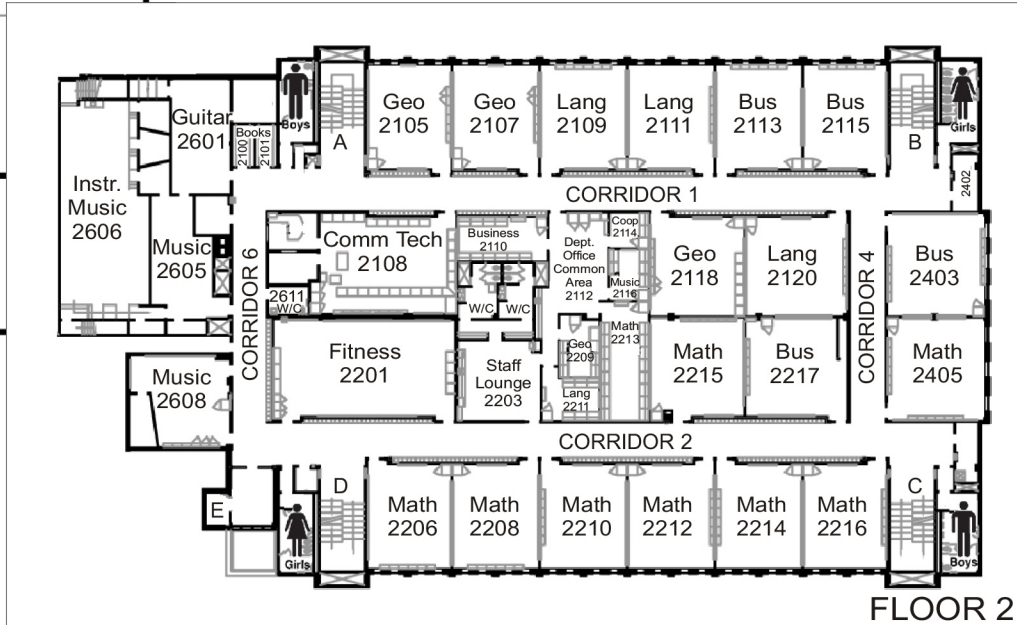 Boys
A
Geo
2105
Geo
2107
Lang
2109
Lang
2111
Bus
2113
Bus
2115
B
Girls
Guitar
2601
Books
2100
2101
2402
CORRIDOR 1
Instr.
Music
2606
Music
2605
CORRIDOR 6
Comm Tech
2108
2611
W/C
Business
2110
W/C
W/C
Dept.
Office
Common
Area
2112
Coop
2114
Music
2116
Geo
2118
Lang
2120
CORRIDOR 4
Bus
2403
Music
2608
Fitness
2201
Staff
Lounge
2203
Geo
2209
Lang
2211
Math
2213
Math
2215
Bus
2217
Math
2405
CORRIDOR 2
E
Girls
D
Math
2206
Math
2208
Math
2210
Math
2212
Math
2214
Math
2216
C
Boys
FLOOR 2